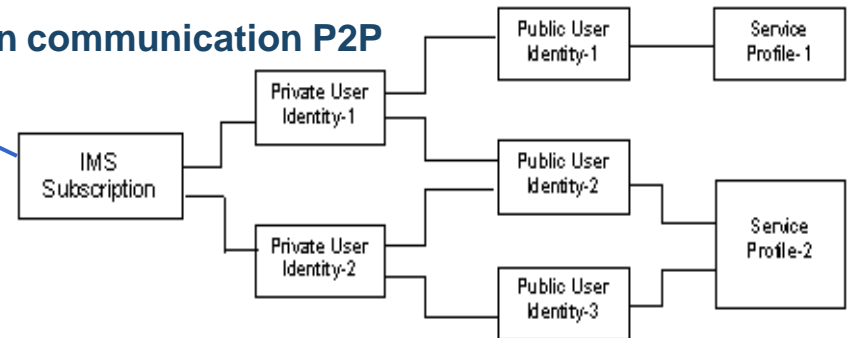 n communication P2P
IMS
Subscription
Private User
Identity-1
Private User
Identity-2
Public User
Identity-1
Public User
Identity-2
Public User
Identity-3
Service
Profile-1
Service
Profile-2